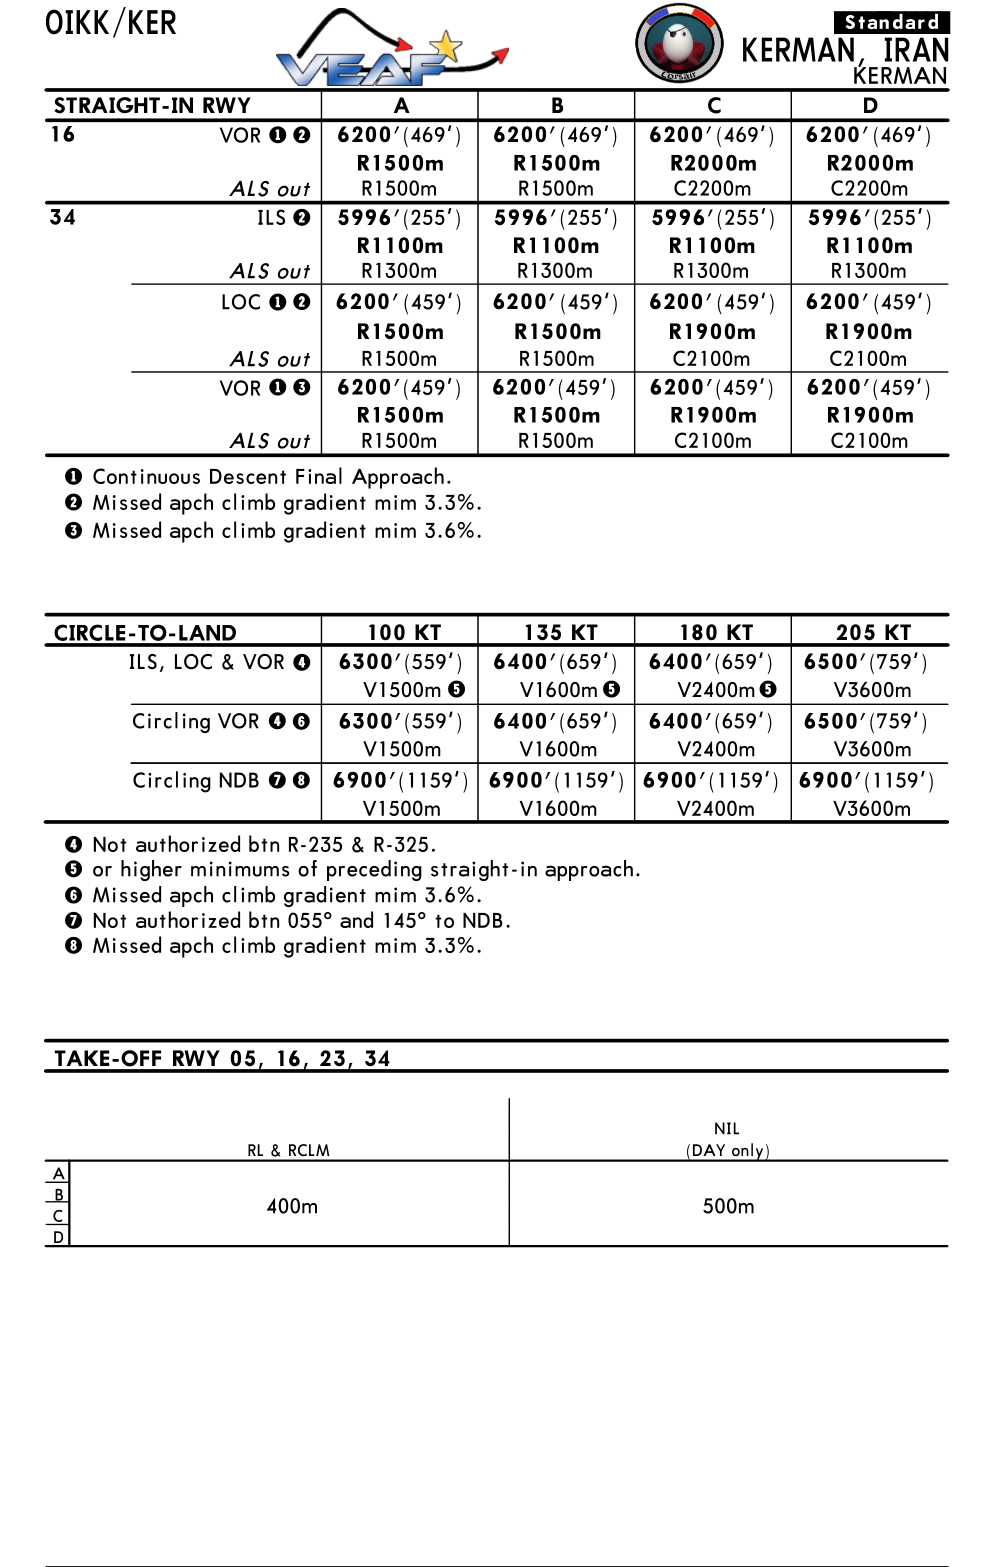 OIKK/KER
VEAF
corsair
Standard
KERMAN, IRAN
KERMAN
STRAIGHT-IN RWY A B C D
16 VOR ❶ ❷ 6200′(469′) 6200′(469′) 6200′(469′) 6200′(469′)
R1500m R1500m R2000m R2000m
ALS out R1500m R1500m C2200m C2200m
34 ILS ❷ 5996′(255′) 5996′(255′) 5996′(255′) 5996′(255′)
R1100m R1100m R1100m R1100m
ALS out R1300m R1300m R1300m R1300m
LOC ❶ ❷ 6200′(459′) 6200′(459′) 6200′(459′) 6200′(459′)
R1500m R1500m R1900m R1900m
ALS out R1500m R1500m C2100m C2100m
VOR ❶ ❸ 6200′(459′) 6200′(459′) 6200′(459′) 6200′(459′)
R1500m R1500m R1900m R1900m
ALS out R1500m R1500m C2100m C2100m
❶ Continuous Descent Final Approach.
❷ Missed apch climb gradient mim 3.3%.
❸ Missed apch climb gradient mim 3.6%.
CIRCLE-TO-LAND 100 KT 135 KT 180 KT 205 KT
ILS, LOC & VOR ❹ 6300′(559′) 6400′(659′) 6400′(659′) 6500′(759′)
V1500m ❺ V1600m ❺ V2400m ❺ V3600m
Circling VOR ❹ ❻ 6300′(559′) 6400′(659′) 6400′(659′) 6500′(759′)
V1500m V1600m V2400m V3600m
Circling NDB ❼ ❽ 6900′(1159′) 6900′(1159′) 6900′(1159′) 6900′(1159′)
V1500m V1600m V2400m V3600m
❹ Not authorized btn R-235 & R-325.
❺ or higher minimums of preceding straight-in approach.
❻ Missed apch climb gradient mim 3.6%.
❼ Not authorized btn 055° and 145° to NDB.
❽ Missed apch climb gradient mim 3.3%.
TAKE-OFF RWY 05, 16, 23, 34
NIL
RL & RCLM (DAY only)
A
B
400m 500m
C
D